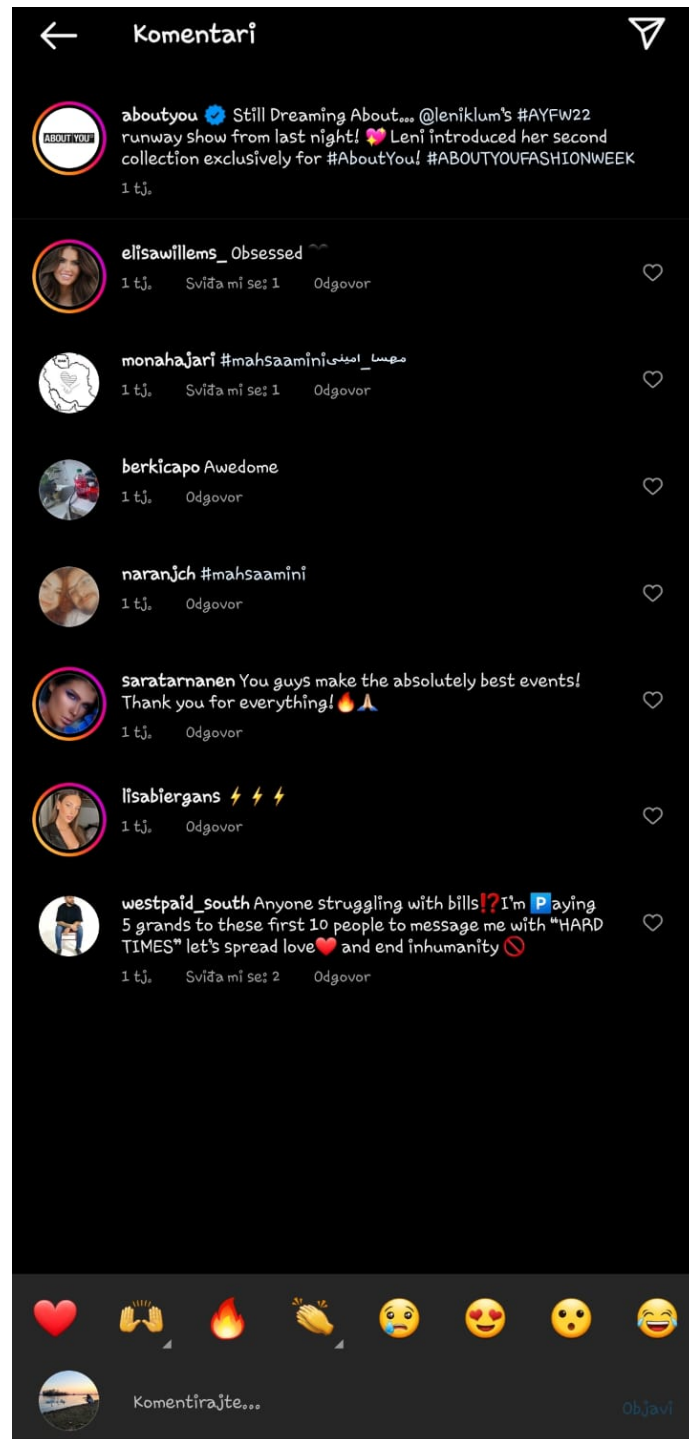 Komentari
ABOUT YOU
aboutyou Still Dreaming About... @leniklum's #AYFW22
runway show from last night! 💖 Leni introduced her second
collection exclusively for #AboutYou! #ABOUTYOUFASHIONWEEK
1 tj.
elisawillems_ Obsessed
1 tj. Sviđa mi se: 1 Odgovor
monahajari #mahsaaminiمهسا_امینی
1 tj. Sviđa mi se: 1 Odgovor
berkicapo Awedome
1 tj. Odgovor
naranjch #mahsaamini
1 tj. Odgovor
saratarnanen You guys make the absolutely best events!
Thank you for everything!🔥🙏🏼
1 tj. Odgovor
lisabiergans ⚡⚡⚡
1 tj. Odgovor
westpaid_south Anyone struggling with bills⁉️I'm 🅿️aying
5 grands to these first 10 people to message me with “HARD
TIMES” let's spread love❤️ and end inhumanity🚫
1 tj. Sviđa mi se: 2 Odgovor
Komentirajte...
Objavi